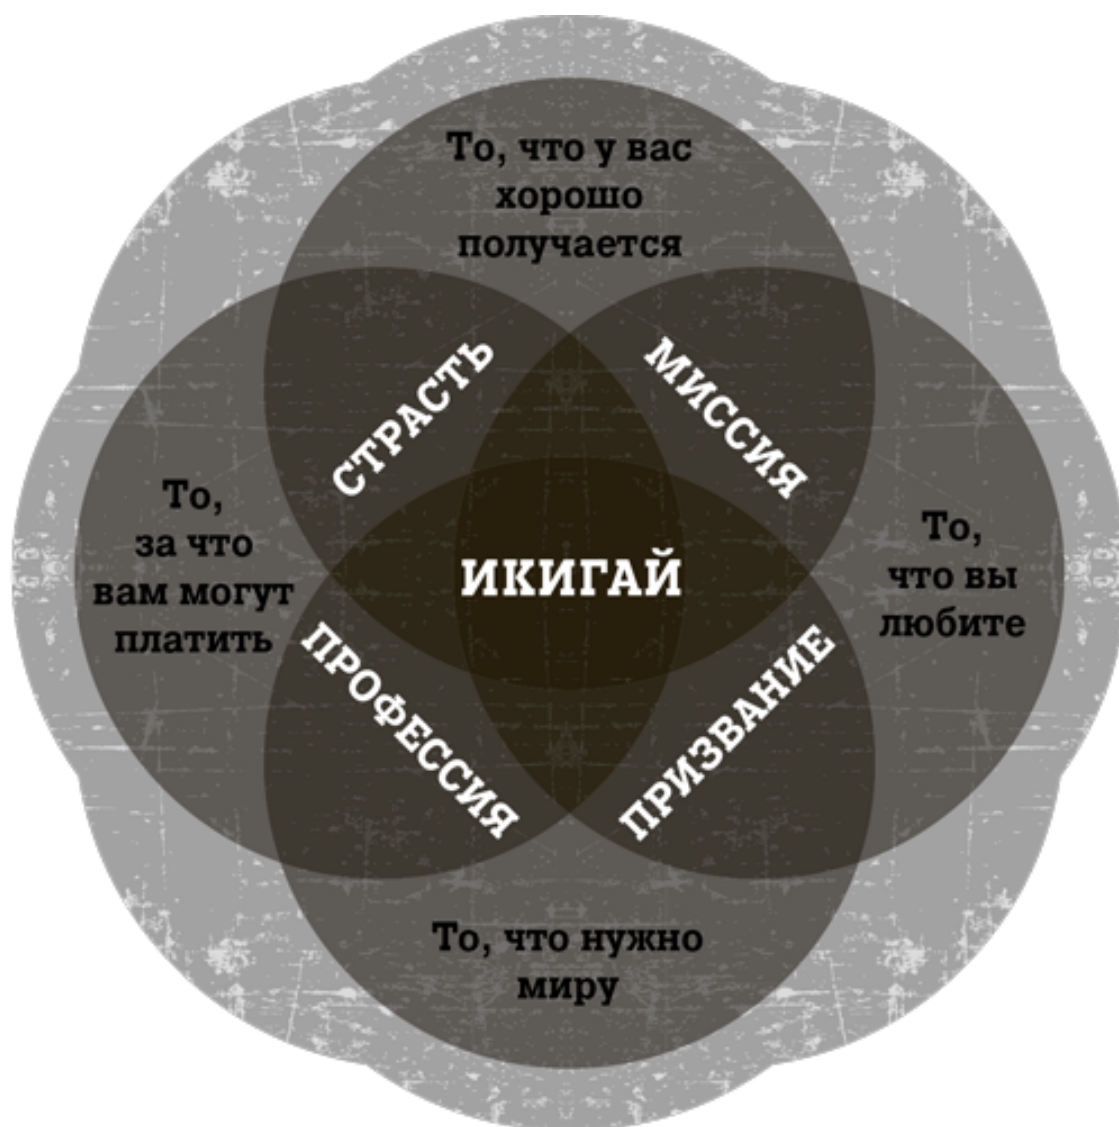 То, что у вас
хорошо
получается
СТРАСТЬ
МИССИЯ
То,
за что
вам могут
платить
ИКИГАЙ
То,
что вы
любите
ПРОФЕССИЯ
ПРИЗВАНИЕ
То, что нужно
миру